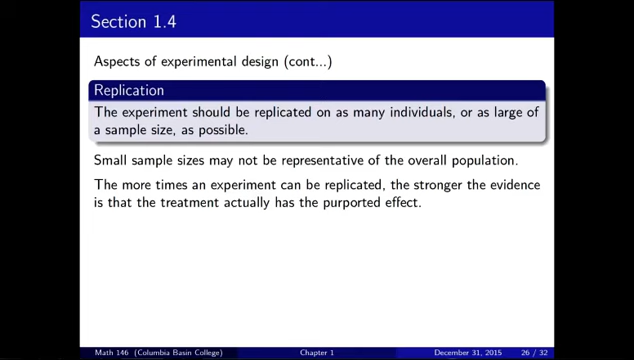 Section 1.4
Aspects of experimental design (cont...)
Replication
The experiment should be replicated on as many individuals, or as large of
a sample size, as possible.
Small sample sizes may not be representative of the overall population.
The more times an experiment can be replicated, the stronger the evidence
is that the treatment actually has the purported effect.
Math 146 (Columbia Basin College) Chapter 1 December 31, 2015 26 / 32